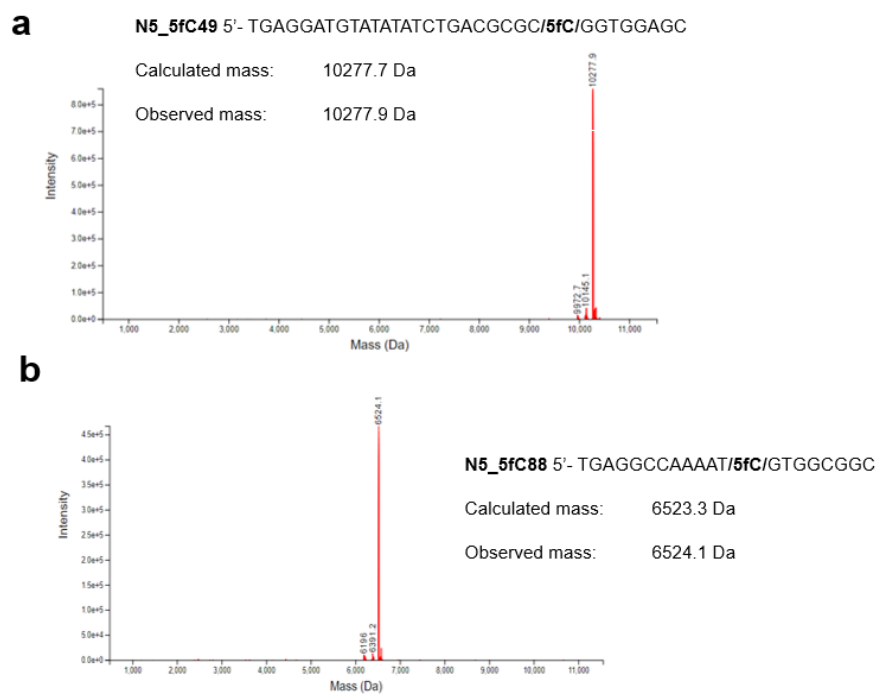 a
N5_5fC49 5'- TGAGGATGTATATATCTGACGCGC/5fC/GGTGGAGC
Calculated mass: 10277.7 Da
Observed mass: 10277.9 Da
10277.9
8.0e+5
7.0e+5
6.0e+5
5.0e+5
4.0e+5
3.0e+5
2.0e+5
1.0e+5
0.0e+0
Intensity
9972.7
10145.1
1,000 2,000 3,000 4,000 5,000 6,000 7,000 8,000 9,000 10,000 11,000
Mass (Da)
b
6524.1
N5_5fC88 5'- TGAGGCCAAAAT/5fC/GTGGCGGC
Calculated mass: 6523.3 Da
Observed mass: 6524.1 Da
4.5e+5
4.0e+5
3.5e+5
3.0e+5
2.5e+5
2.0e+5
1.5e+5
1.0e+5
5.0e+4
0.0e+0
Intensity
6196
6391.2
1,000 2,000 3,000 4,000 5,000 6,000 7,000 8,000 9,000 10,000 11,000
Mass (Da)